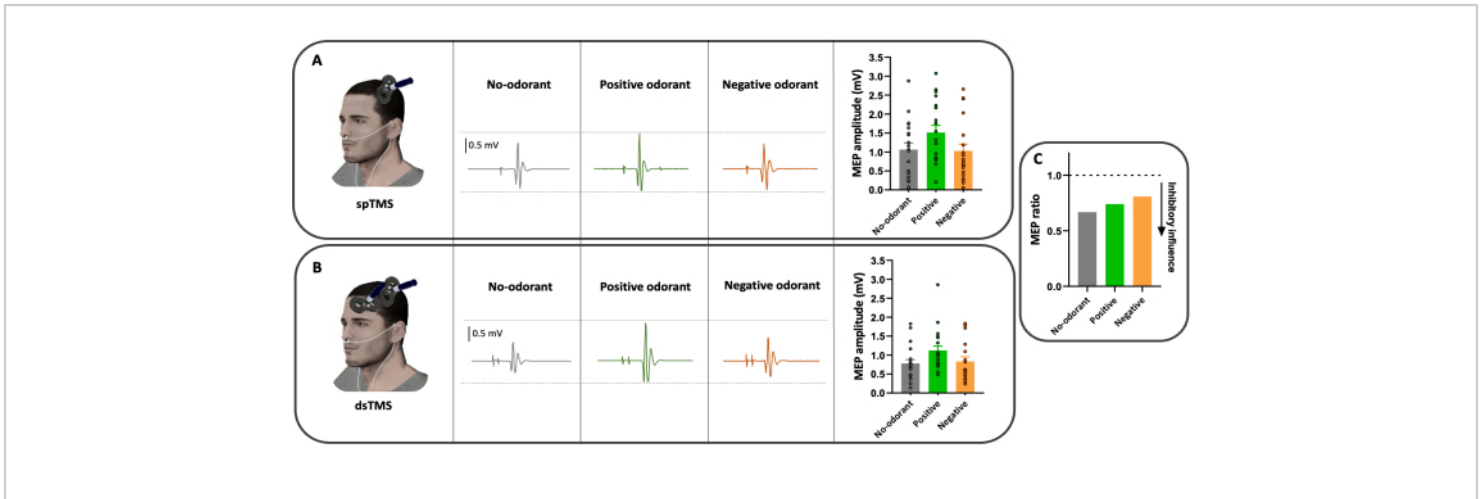 A
No-odorant
Positive odorant
Negative odorant
0.5 mV
spTMS
MEP amplitude (mV)
3.5
3.0
2.5
2.0
1.5
1.0
0.5
0.0
No-odorant
Positive
Negative
B
No-odorant
Positive odorant
Negative odorant
0.5 mV
dsTMS
MEP amplitude (mV)
3.5
3.0
2.5
2.0
1.5
1.0
0.5
0.0
No-odorant
Positive
Negative
C
MEP ratio
1.0
0.5
0.0
Inhibitory influence
No-odorant
Positive
Negative